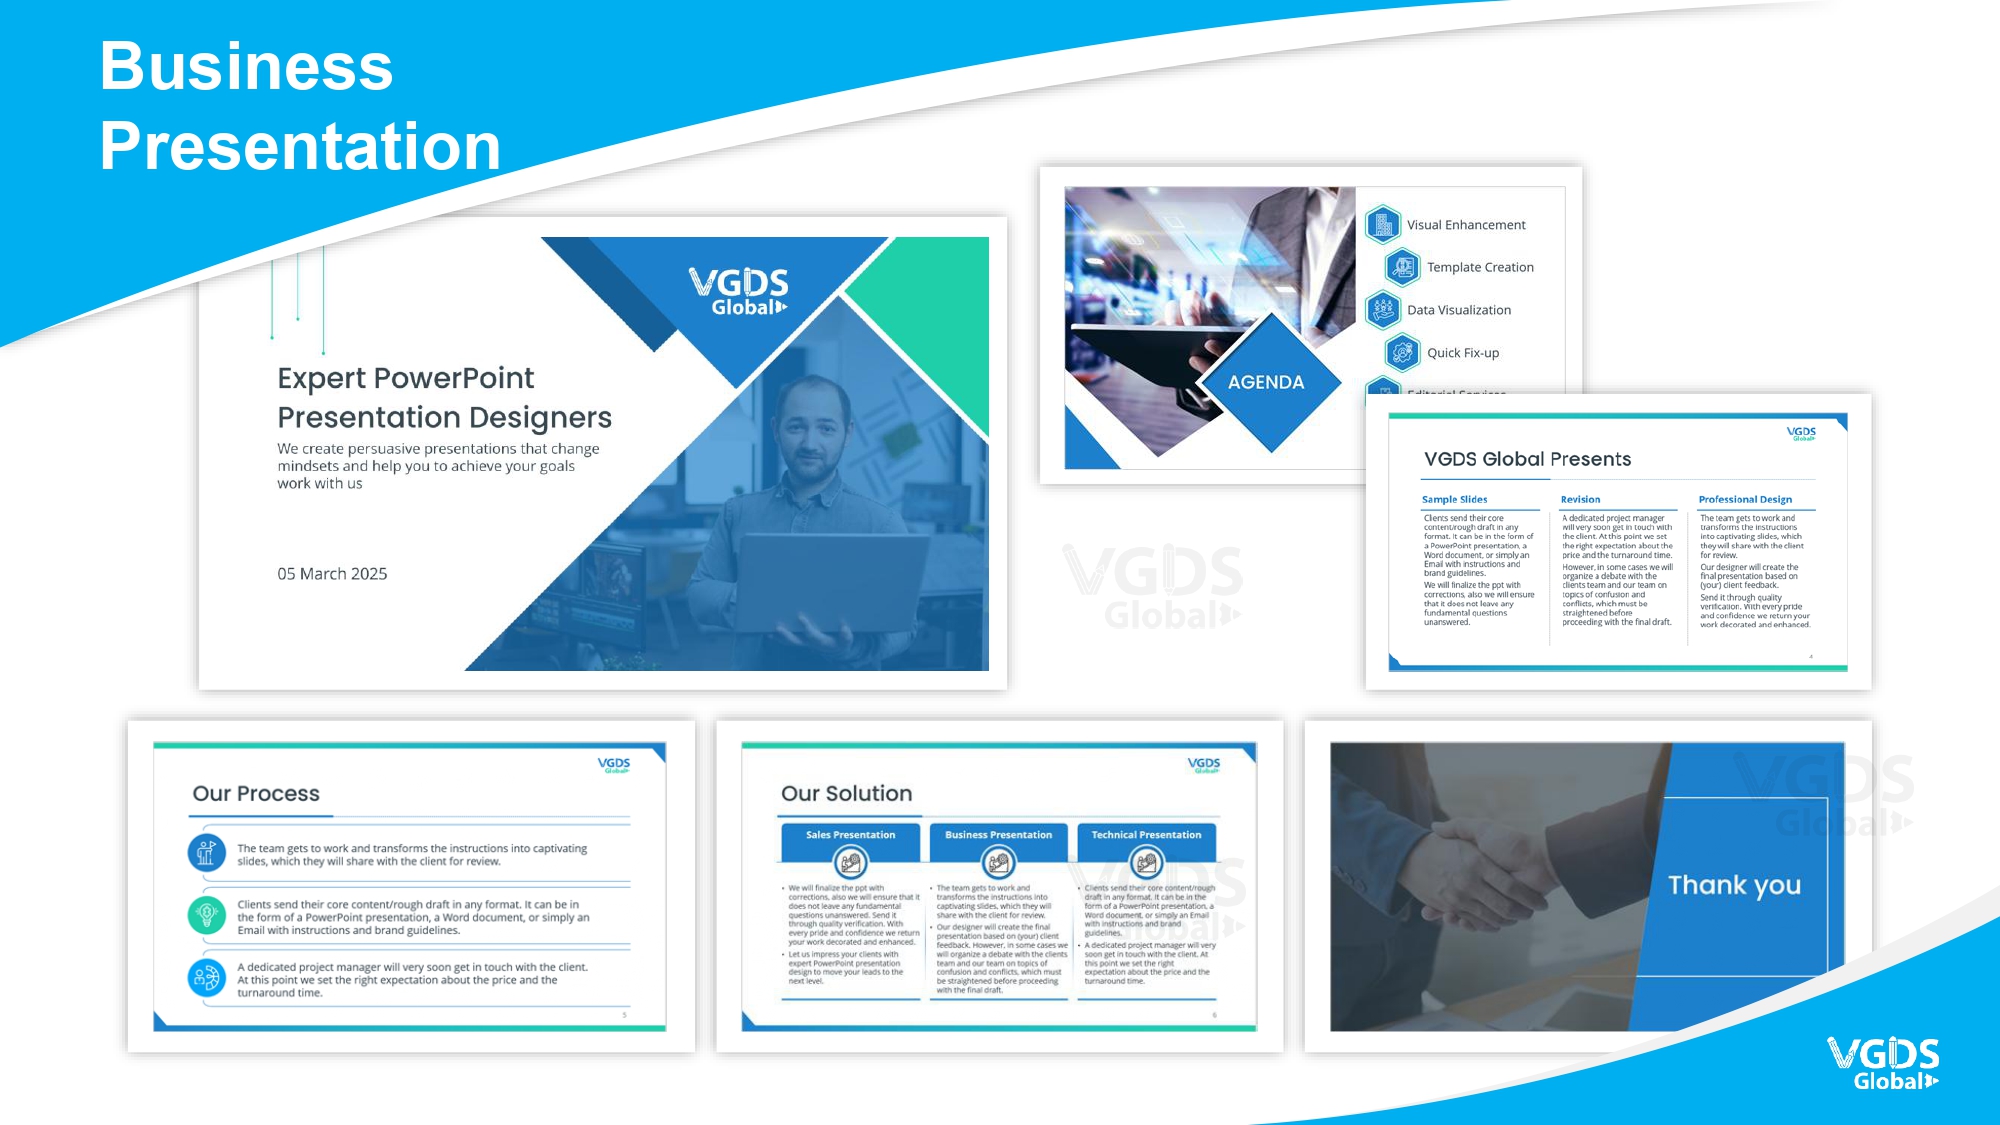 Business
Presentation
VGDS
Global
Expert PowerPoint
Presentation Designers
We create persuasive presentations that change
mindsets and help you to achieve your goals
work with us
05 March 2025
AGENDA
Visual Enhancement
Template Creation
Data Visualization
Quick Fix-up
Editorial Services
VGDS
Global
VGDS
Global
VGDS Global Presents
Sample Slides
Clients send their core
content/rough draft in any
format. It can be in the form of
a PowerPoint presentation, a
Word document, or simply an
Email with instructions and
brand guidelines.
We will finalize the ppt with
corrections, also we will ensure
that it does not leave any
fundamental questions
unanswered.
Revision
A dedicated project manager
will very soon get in touch with
the client. At this point we set
the right expectation about the
price and the turnaround time.
However, in some cases we will
organize a debate with the
clients team and our team on
topics of confusion and
conflicts, which must be
straightened before
proceeding with the final draft.
Professional Design
The team gets to work and
transforms the instructions
into captivating slides, which
they will share with the client
for review.
Our designer will create the
final presentation based on
(your) client feedback.
Send it through quality
verification. With every pride
and confidence we return your
work decorated and enhanced.
4
VGDS
Global
Our Process
The team gets to work and transforms the instructions into captivating
slides, which they will share with the client for review.
Clients send their core content/rough draft in any format. It can be in
the form of a PowerPoint presentation, a Word document, or simply an
Email with instructions and brand guidelines.
A dedicated project manager will very soon get in touch with the client.
At this point we set the right expectation about the price and the
turnaround time.
5
VGDS
Global
Our Solution
Sales Presentation
We will finalize the ppt with
corrections, also we will ensure that it
does not leave any fundamental
questions unanswered. Send it
through quality verification. With
every pride and confidence we return
your work decorated and enhanced.
Let us impress your clients with
expert PowerPoint presentation
design to move your leads to the
next level.
Business Presentation
The team gets to work and
transforms the instructions into
captivating slides, which they will
share with the client for review.
Our designer will create the final
presentation based on (your) client
feedback. However, in some cases we
will organize a debate with the clients
team and our team on topics of
confusion and conflicts, which must
be straightened before proceeding
with the final draft.
Technical Presentation
Clients send their core content/rough
draft in any format. It can be in the
form of a PowerPoint presentation, a
Word document, or simply an Email
with instructions and brand
guidelines.
A dedicated project manager will very
soon get in touch with the client. At
this point we set the right
expectation about the price and the
turnaround time.
6
VGDS
Global
Thank you
VGDS
Global
VGDS
Global